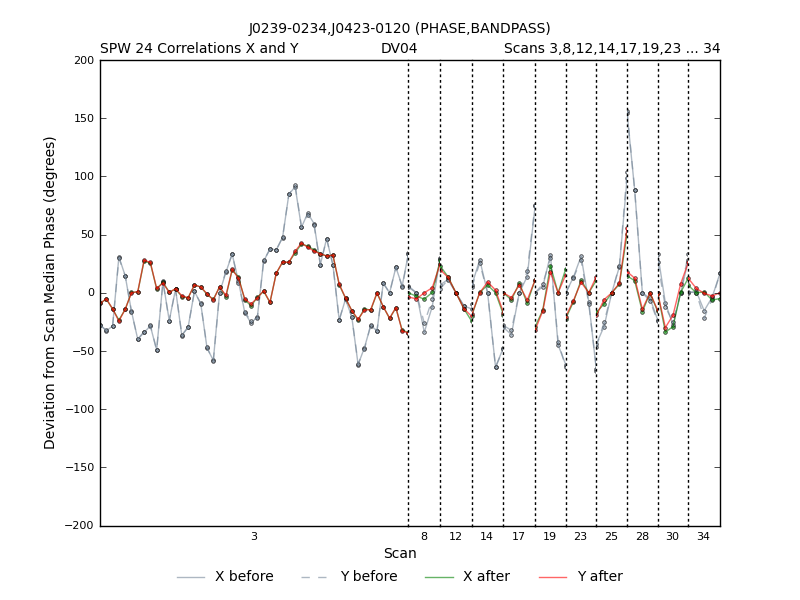 J0239-0234,J0423-0120 (PHASE,BANDPASS)
SPW 24 Correlations X and Y DV04 Scans 3,8,12,14,17,19,23 ... 34
200
150
100
50
0
−50
−100
−150
−200
Deviation from Scan Median Phase (degrees)
3 8 12 14 17 19 23 25 28 30 34
Scan
X before Y before X after Y after